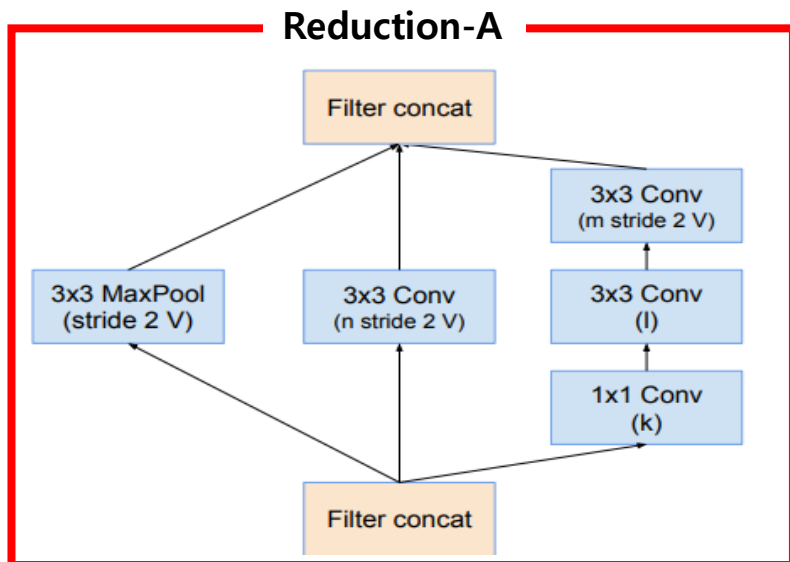 Reduction-A
Filter concat
3x3 Conv
(m stride 2 V)
3x3 MaxPool
(stride 2 V)
3x3 Conv
(n stride 2 V)
3x3 Conv
(l)
1x1 Conv
(k)
Filter concat